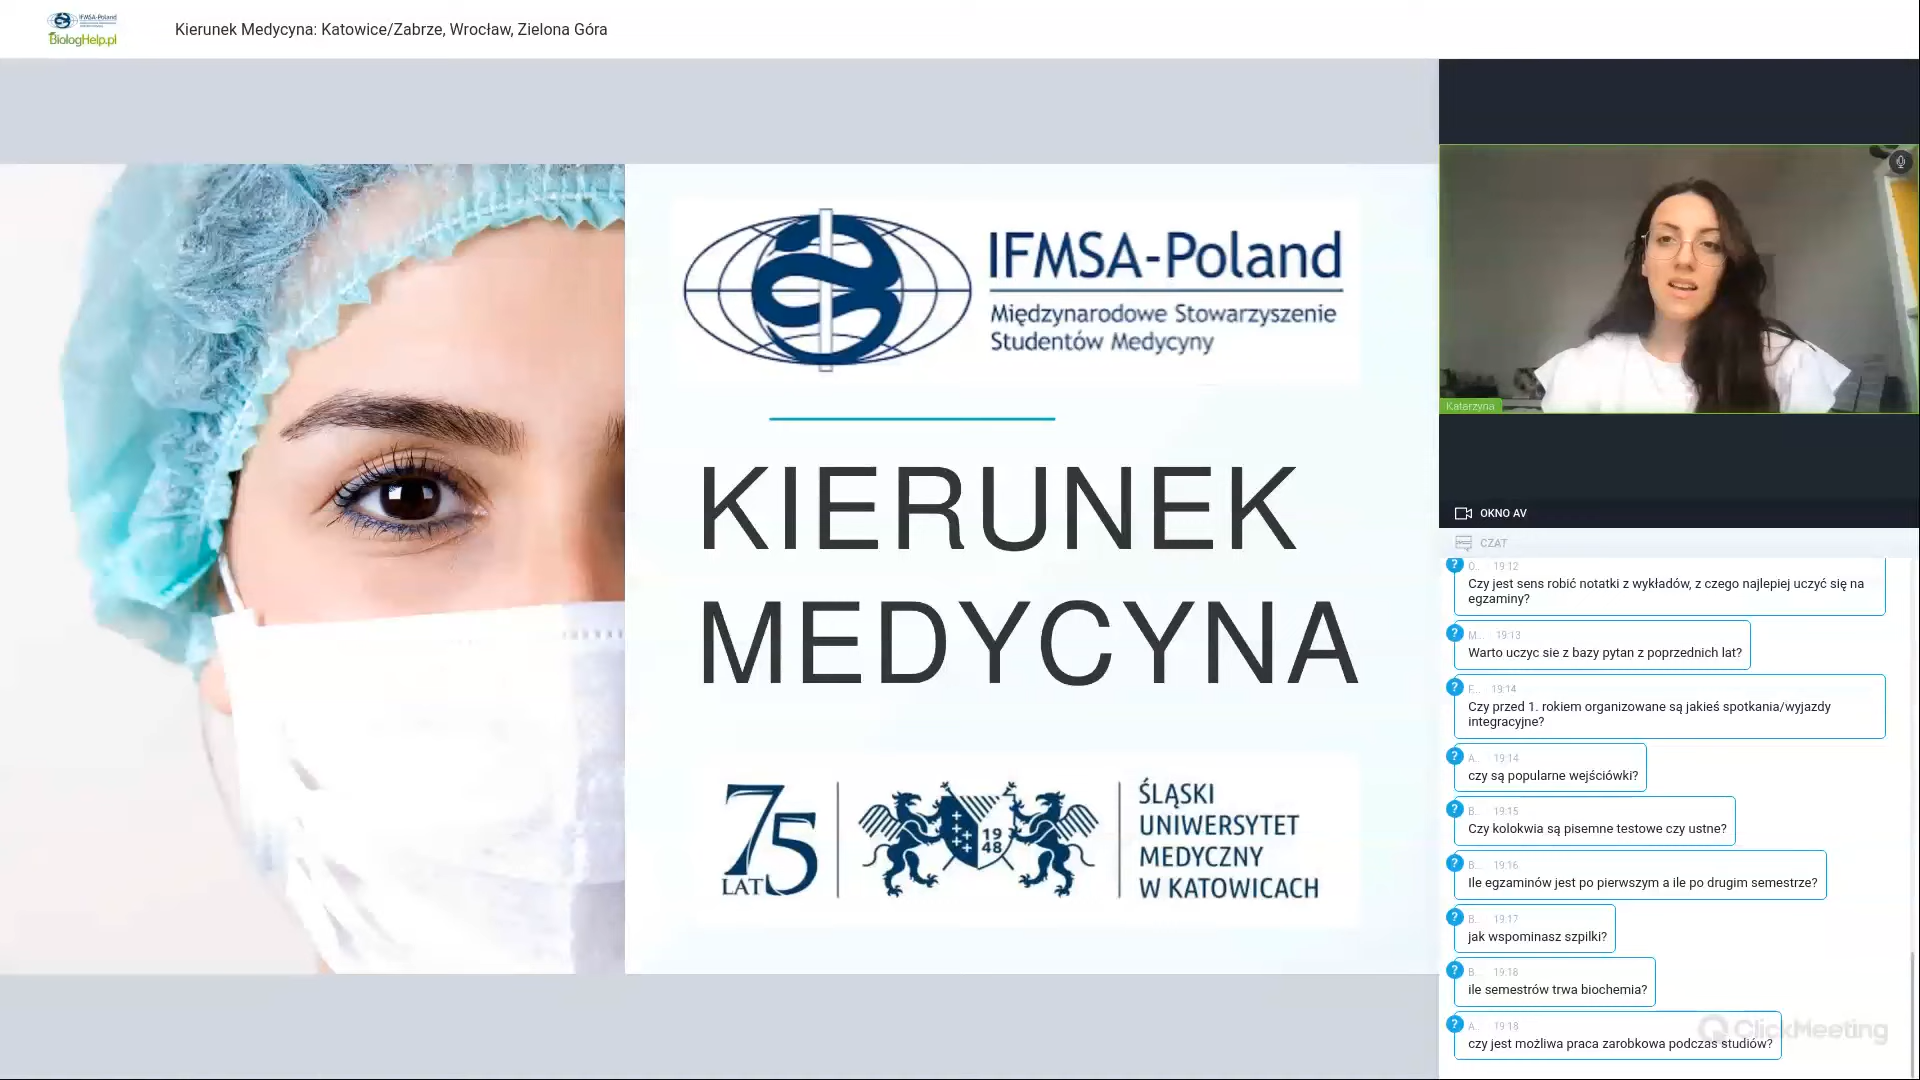 IFMSA-Poland
BiologHelp.pl
Kierunek Medycyna: Katowice/Zabrze, Wrocław, Zielona Góra
IFMSA-Poland
Międzynarodowe Stowarzyszenie
Studentów Medycyny
KIERUNEK
MEDYCYNA
75
LAT
19
48
ŚLĄSKI
UNIWERSYTET
MEDYCZNY
W KATOWICACH
Katarzyna
OKNO AV
CZAT
O.. 19:12
Czy jest sens robić notatki z wykładów, z czego najlepiej uczyć się na
egzaminy?
M... 19:13
Warto uczyc sie z bazy pytan z poprzednich lat?
F... 19:14
Czy przed 1. rokiem organizowane są jakieś spotkania/wyjazdy
integracyjne?
A.. 19:14
czy są popularne wejściówki?
B.. 19:15
Czy kolokwia są pisemne testowe czy ustne?
B.. 19:16
Ile egzaminów jest po pierwszym a ile po drugim semestrze?
B.. 19:17
jak wspominasz szpilki?
B.. 19:18
ile semestrów trwa biochemia?
A.. 19:18
czy jest możliwa praca zarobkowa podczas studiów?
ClickMeeting